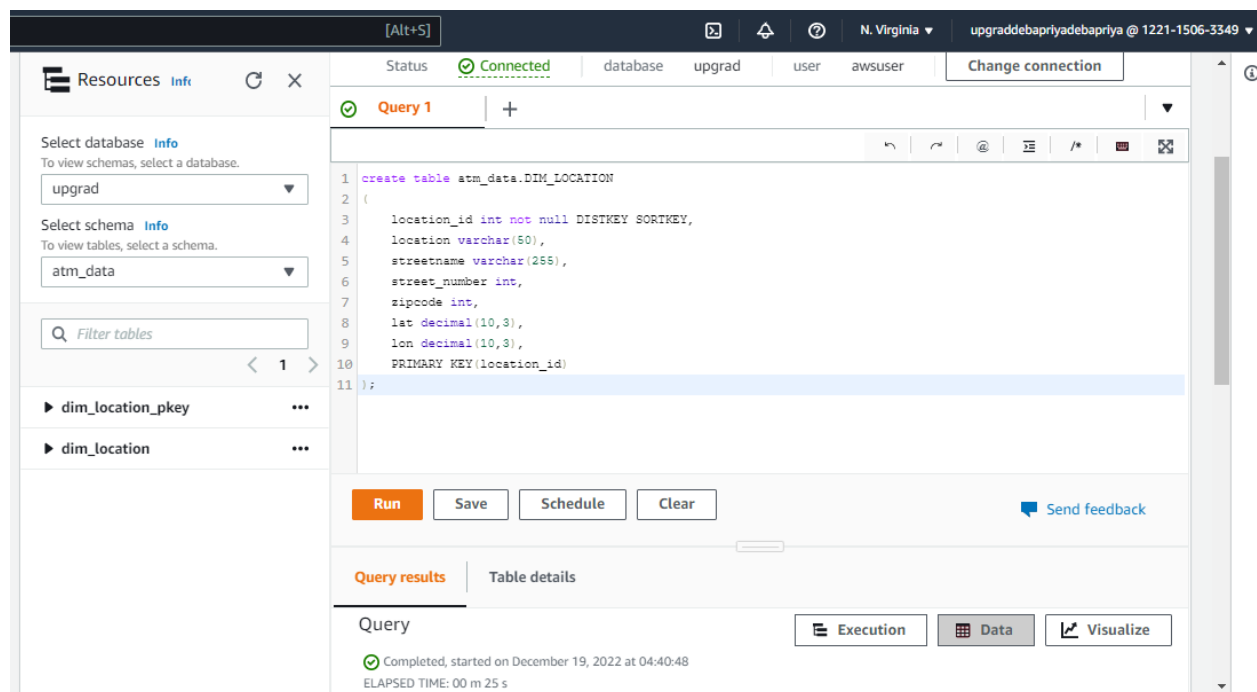 [Alt+S] N. Virginia ▼ upgraddebapriyadebapriya @ 1221-1506-3349 ▼
Resources Info
Status Connected database upgrad user awsuser Change connection
Query 1 +
Select database Info
To view schemas, select a database.
upgrad
Select schema Info
To view tables, select a schema.
atm_data
Filter tables
< 1 >
dim_location_pkey •••
dim_location •••
@ /*
1 create table atm_data.DIM_LOCATION
2 (
3 location_id int not null DISTKEY SORTKEY,
4 location varchar(50),
5 streetname varchar(255),
6 street_number int,
7 zipcode int,
8 lat decimal(10,3),
9 lon decimal(10,3),
10 PRIMARY KEY(location_id)
11 );
Run Save Schedule Clear Send feedback
Query results Table details
Query Execution Data Visualize
Completed, started on December 19, 2022 at 04:40:48
ELAPSED TIME: 00 m 25 s